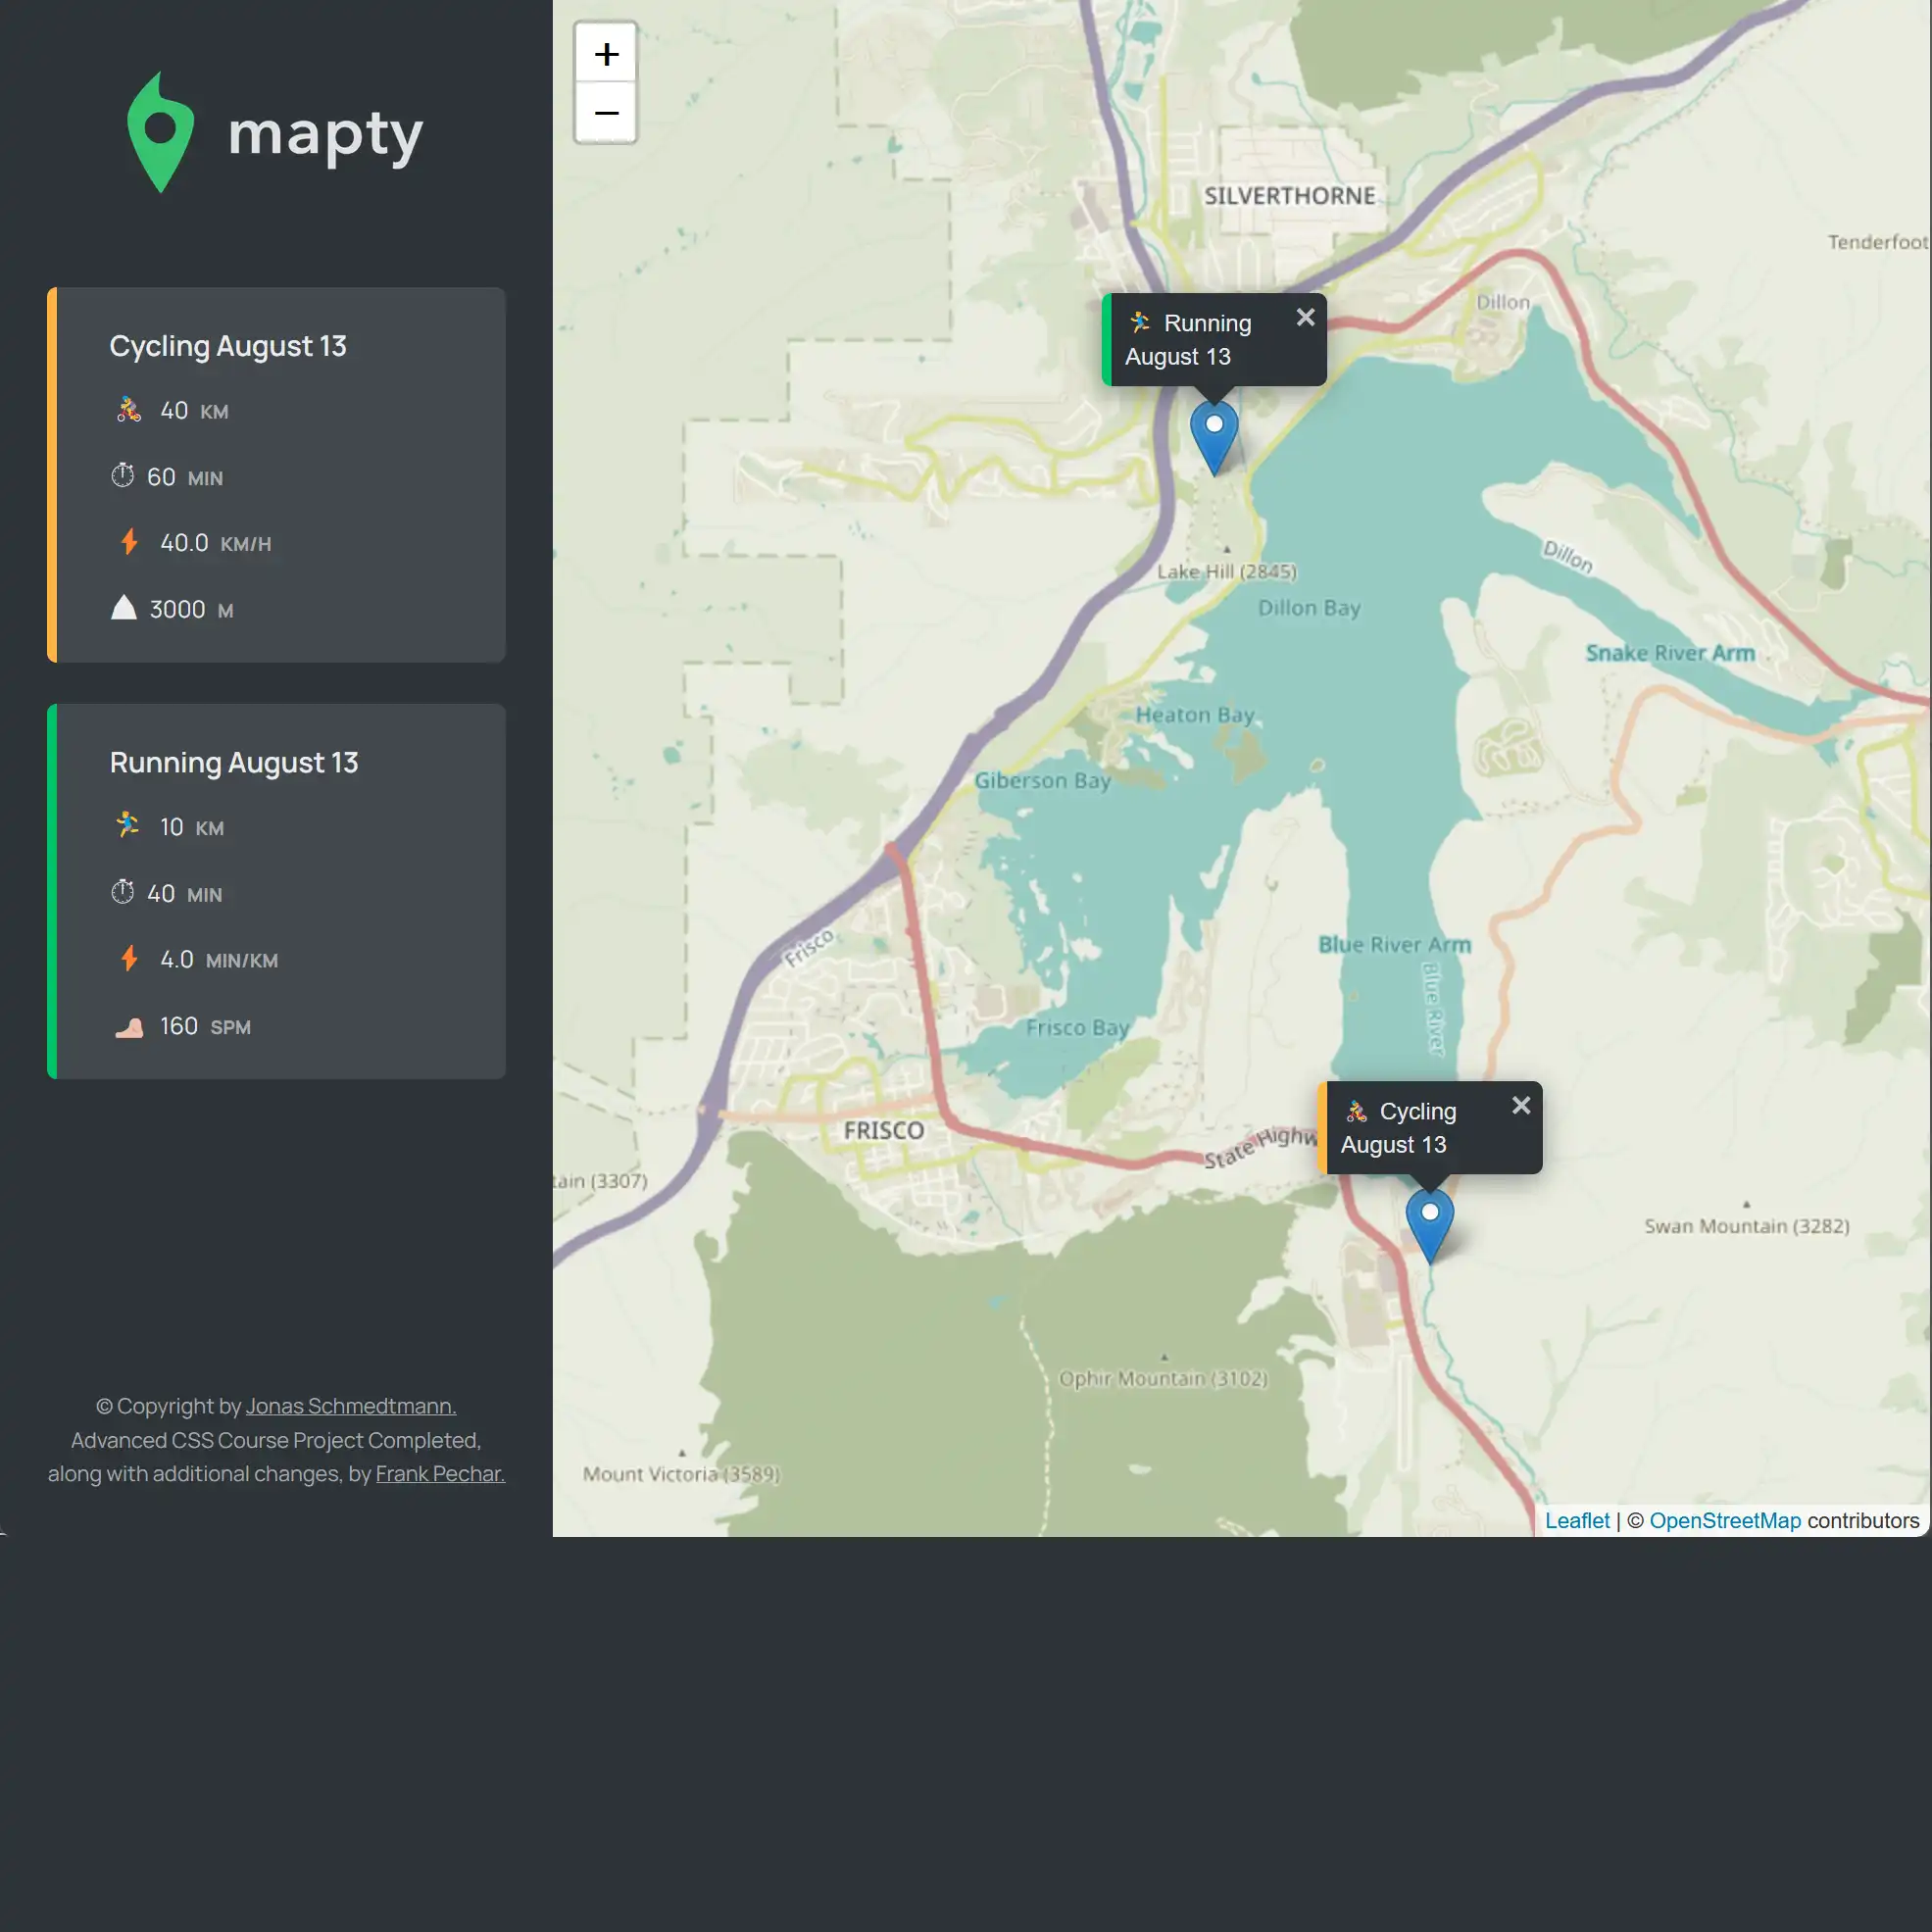 mapty
Cycling August 13
40 KM
60 MIN
40.0 KM/H
3000 M
Running August 13
10 KM
40 MIN
4.0 MIN/KM
160 SPM
© Copyright by Jonas Schmedtmann.
Advanced CSS Course Project Completed,
along with additional changes, by Frank Pechar.
+
−
SILVERTHORNE
Tenderfoot
Dillon
Running
August 13
×
Dillon
Lake Hill (2845)
Dillon Bay
Snake River Arm
Heaton Bay
Giberson Bay
Frisco
Blue River Arm
Blue River
Frisco Bay
FRISCO
State Highw
Cycling
August 13
×
tain (3307)
Swan Mountain (3282)
Ophir Mountain (3102)
Mount Victoria (3589)
Leaflet | © OpenStreetMap contributors